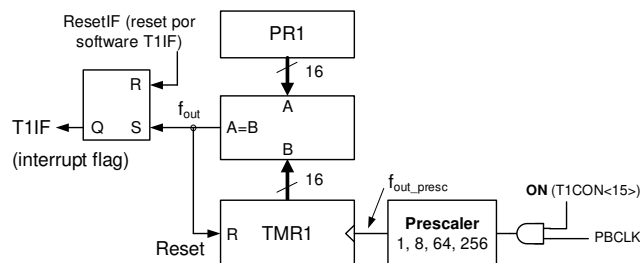 ResetIF (reset por
software T1IF)
PR1
16
R
f_out
A
T1IF
Q
S
A=B
(interrupt flag)
B
16
f_out_presc
ON (T1CON<15>)
Prescaler
1, 8, 64, 256
PBCLK
R
TMR1
Reset